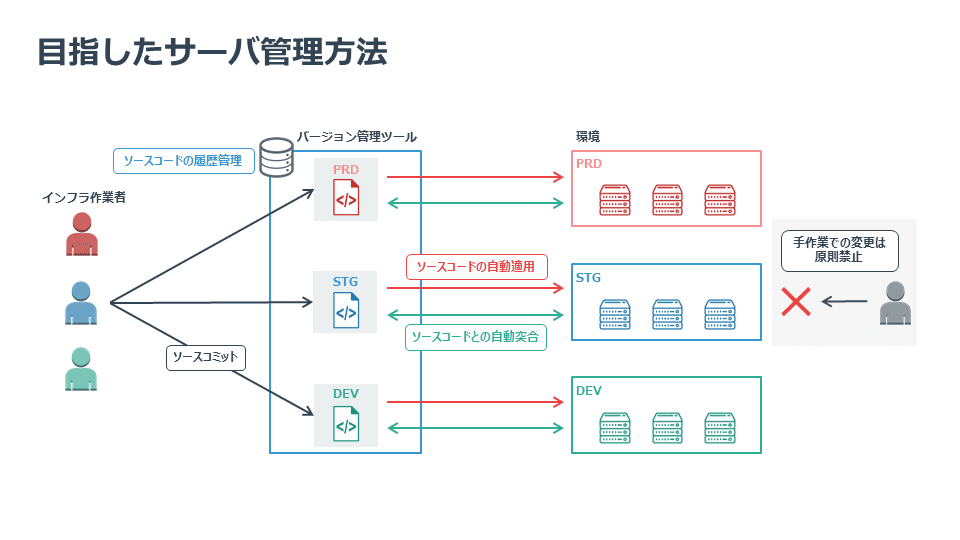 目指したサーバ管理方法
バージョン管理ツール
環境
ソースコードの履歴管理
インフラ作業者
PRD
</>
PRD
手作業での変更は
原則禁止
ソースコードの自動適用
STG
</>
STG
ソースコードとの自動突合
ソースコミット
DEV
</>
DEV